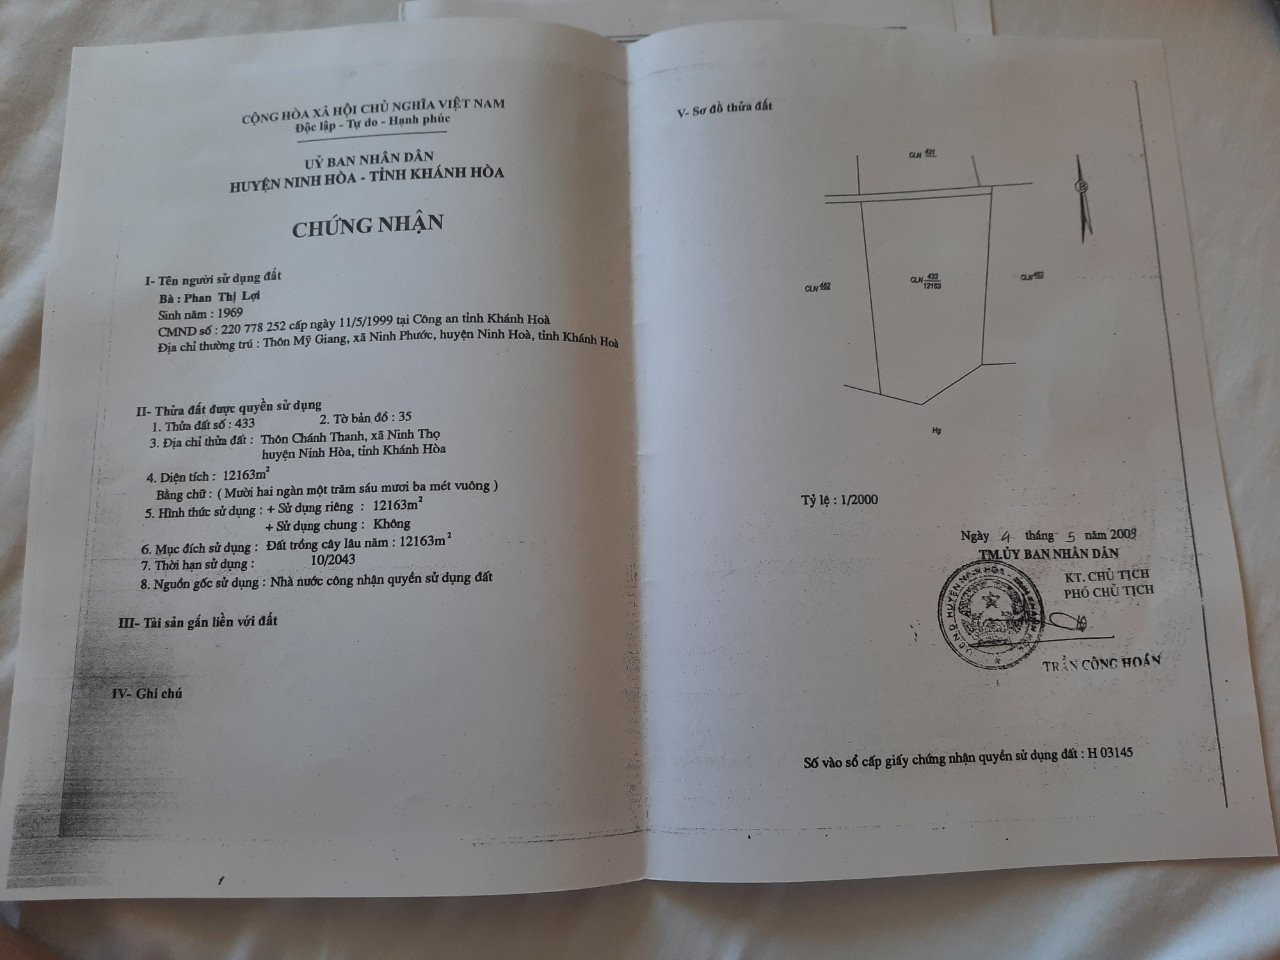 CỘNG HÒA XÃ HỘI CHỦ NGHĨA VIỆT NAM
Độc lập - Tự do - Hạnh phúc
UỶ BAN NHÂN DÂN
HUYỆN NINH HÒA - TỈNH KHÁNH HÒA
CHỨNG NHẬN
I- Tên người sử dụng đất
Bà : Phan Thị Lợi
Sinh năm : 1969
CMND số : 220 778 252 cấp ngày 11/5/1999 tại Công an tỉnh Khánh Hoà
Địa chỉ thường trú : Thôn Mỹ Giang, xã Ninh Phước, huyện Ninh Hoà, tỉnh Khánh Hoà
II- Thửa đất được quyền sử dụng
1. Thửa đất số : 433 2. Tờ bản đồ : 35
3. Địa chỉ thửa đất : Thôn Chánh Thanh, xã Ninh Thọ
huyện Ninh Hòa, tỉnh Khánh Hòa
4. Diện tích : 12163m²
Bằng chữ : ( Mười hai ngàn một trăm sáu mươi ba mét vuông )
5. Hình thức sử dụng : + Sử dụng riêng : 12163m²
+ Sử dụng chung : Không
6. Mục đích sử dụng : Đất trồng cây lâu năm : 12163m²
7. Thời hạn sử dụng : 10/2043
8. Nguồn gốc sử dụng : Nhà nước công nhận quyền sử dụng đất
III- Tài sản gắn liền với đất
IV- Ghi chú
V- Sơ đồ thửa đất
CLN
B
CLN
CLN 433
12163
CLN
Hg
Tỷ lệ : 1/2000
Ngày 4 tháng 5 năm 2009
TM.ỦY BAN NHÂN DÂN
KT. CHỦ TỊCH
PHÓ CHỦ TỊCH
TRẦN CÔNG HOÁN
Số vào sổ cấp giấy chứng nhận quyền sử dụng đất : H 03145